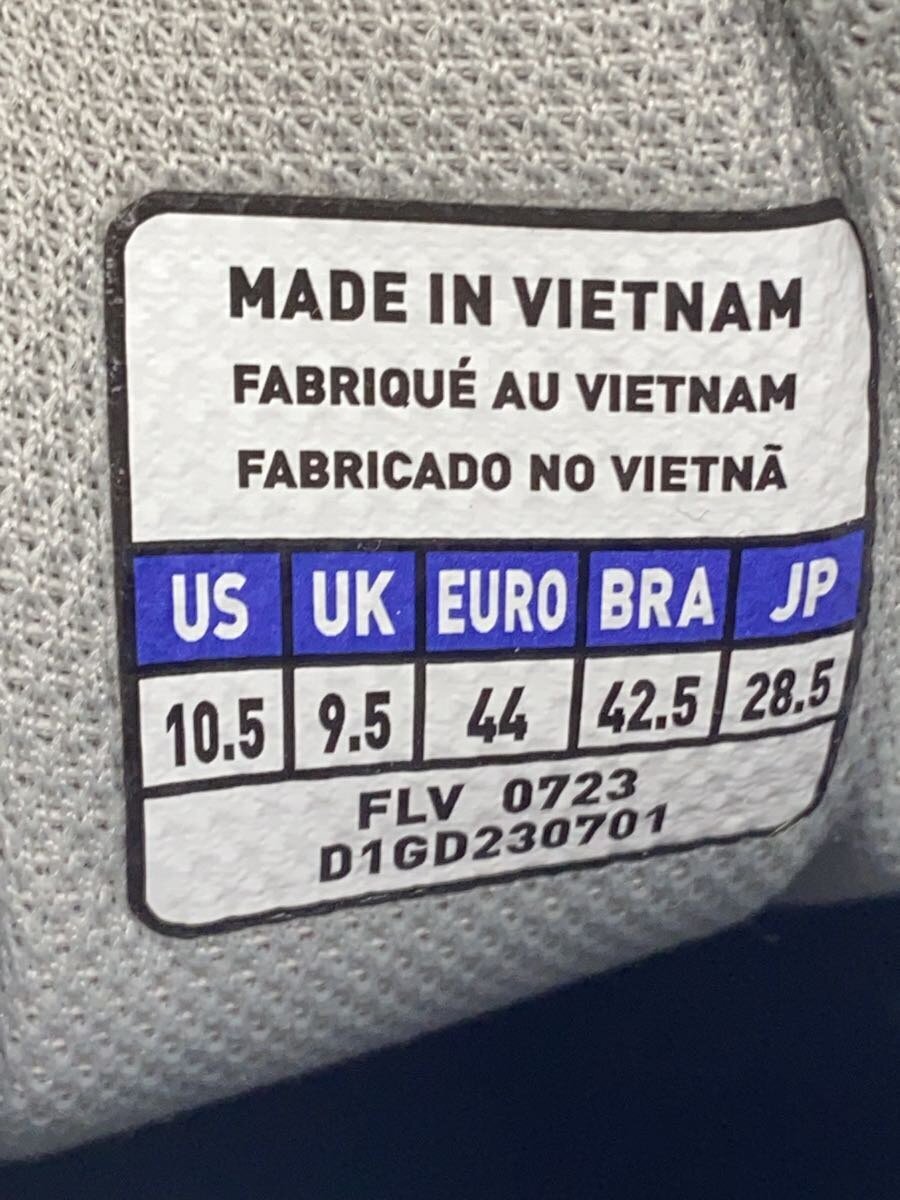 MADE IN VIETNAM
FABRIQUÉ AU VIETNAM
FABRICADO NO VIETNÃ
US UK EURO BRA JP
10.5 9.5 44 42.5 28.5
FLV 0723
D1GD230701